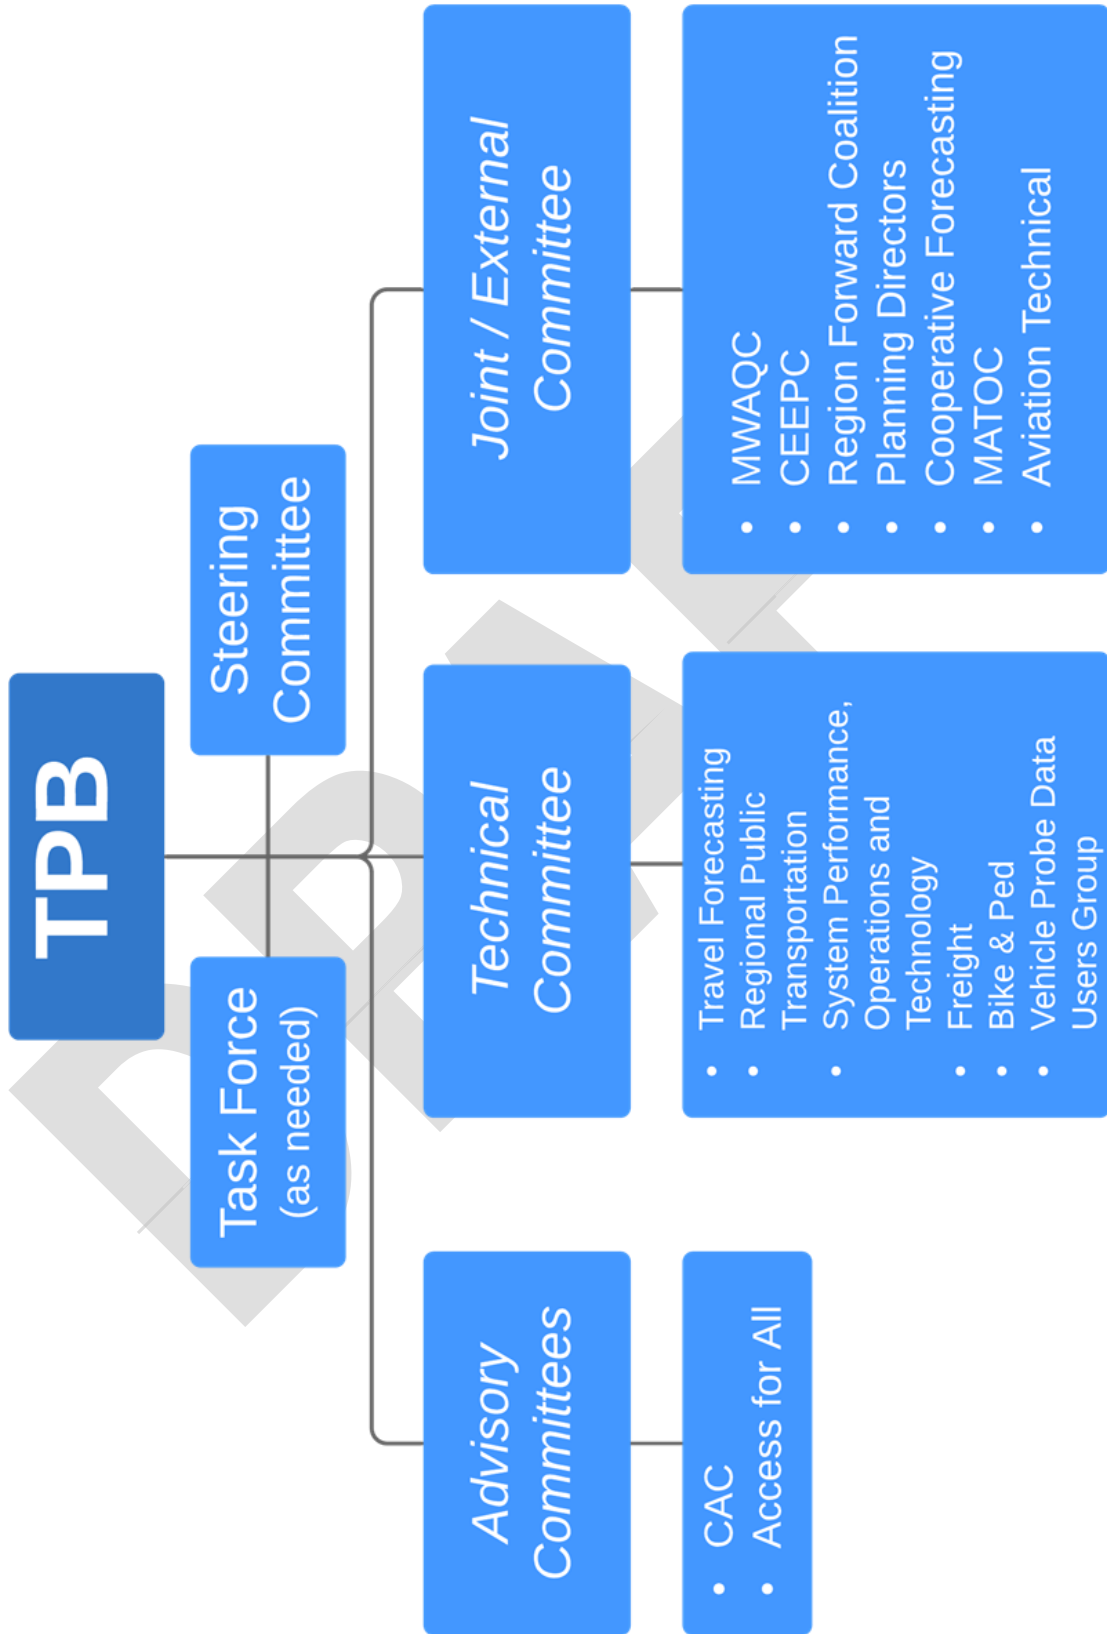 TPB
Task Force
(as needed)
Steering
Committee
Advisory
Committees
• CAC
• Access for All
Technical
Committee
• Travel Forecasting
• Regional Public
Transportation
• System Performance,
Operations and
Technology
• Freight
• Bike & Ped
• Vehicle Probe Data
Users Group
Joint / External
Committee
• MWAQC
• CEEPC
• Region Forward Coalition
• Planning Directors
• Cooperative Forecasting
• MATOC
• Aviation Technical
DRAFT